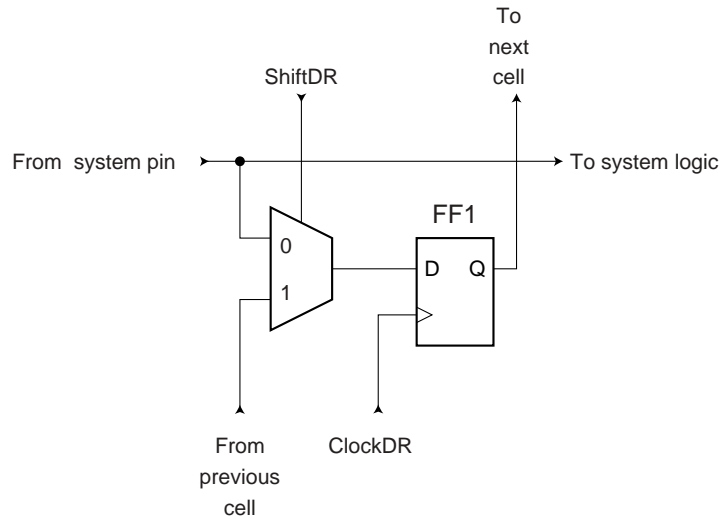 To
next
cell
ShiftDR
From system pin
To system logic
FF1
0
D Q
1
From
previous
cell
ClockDR